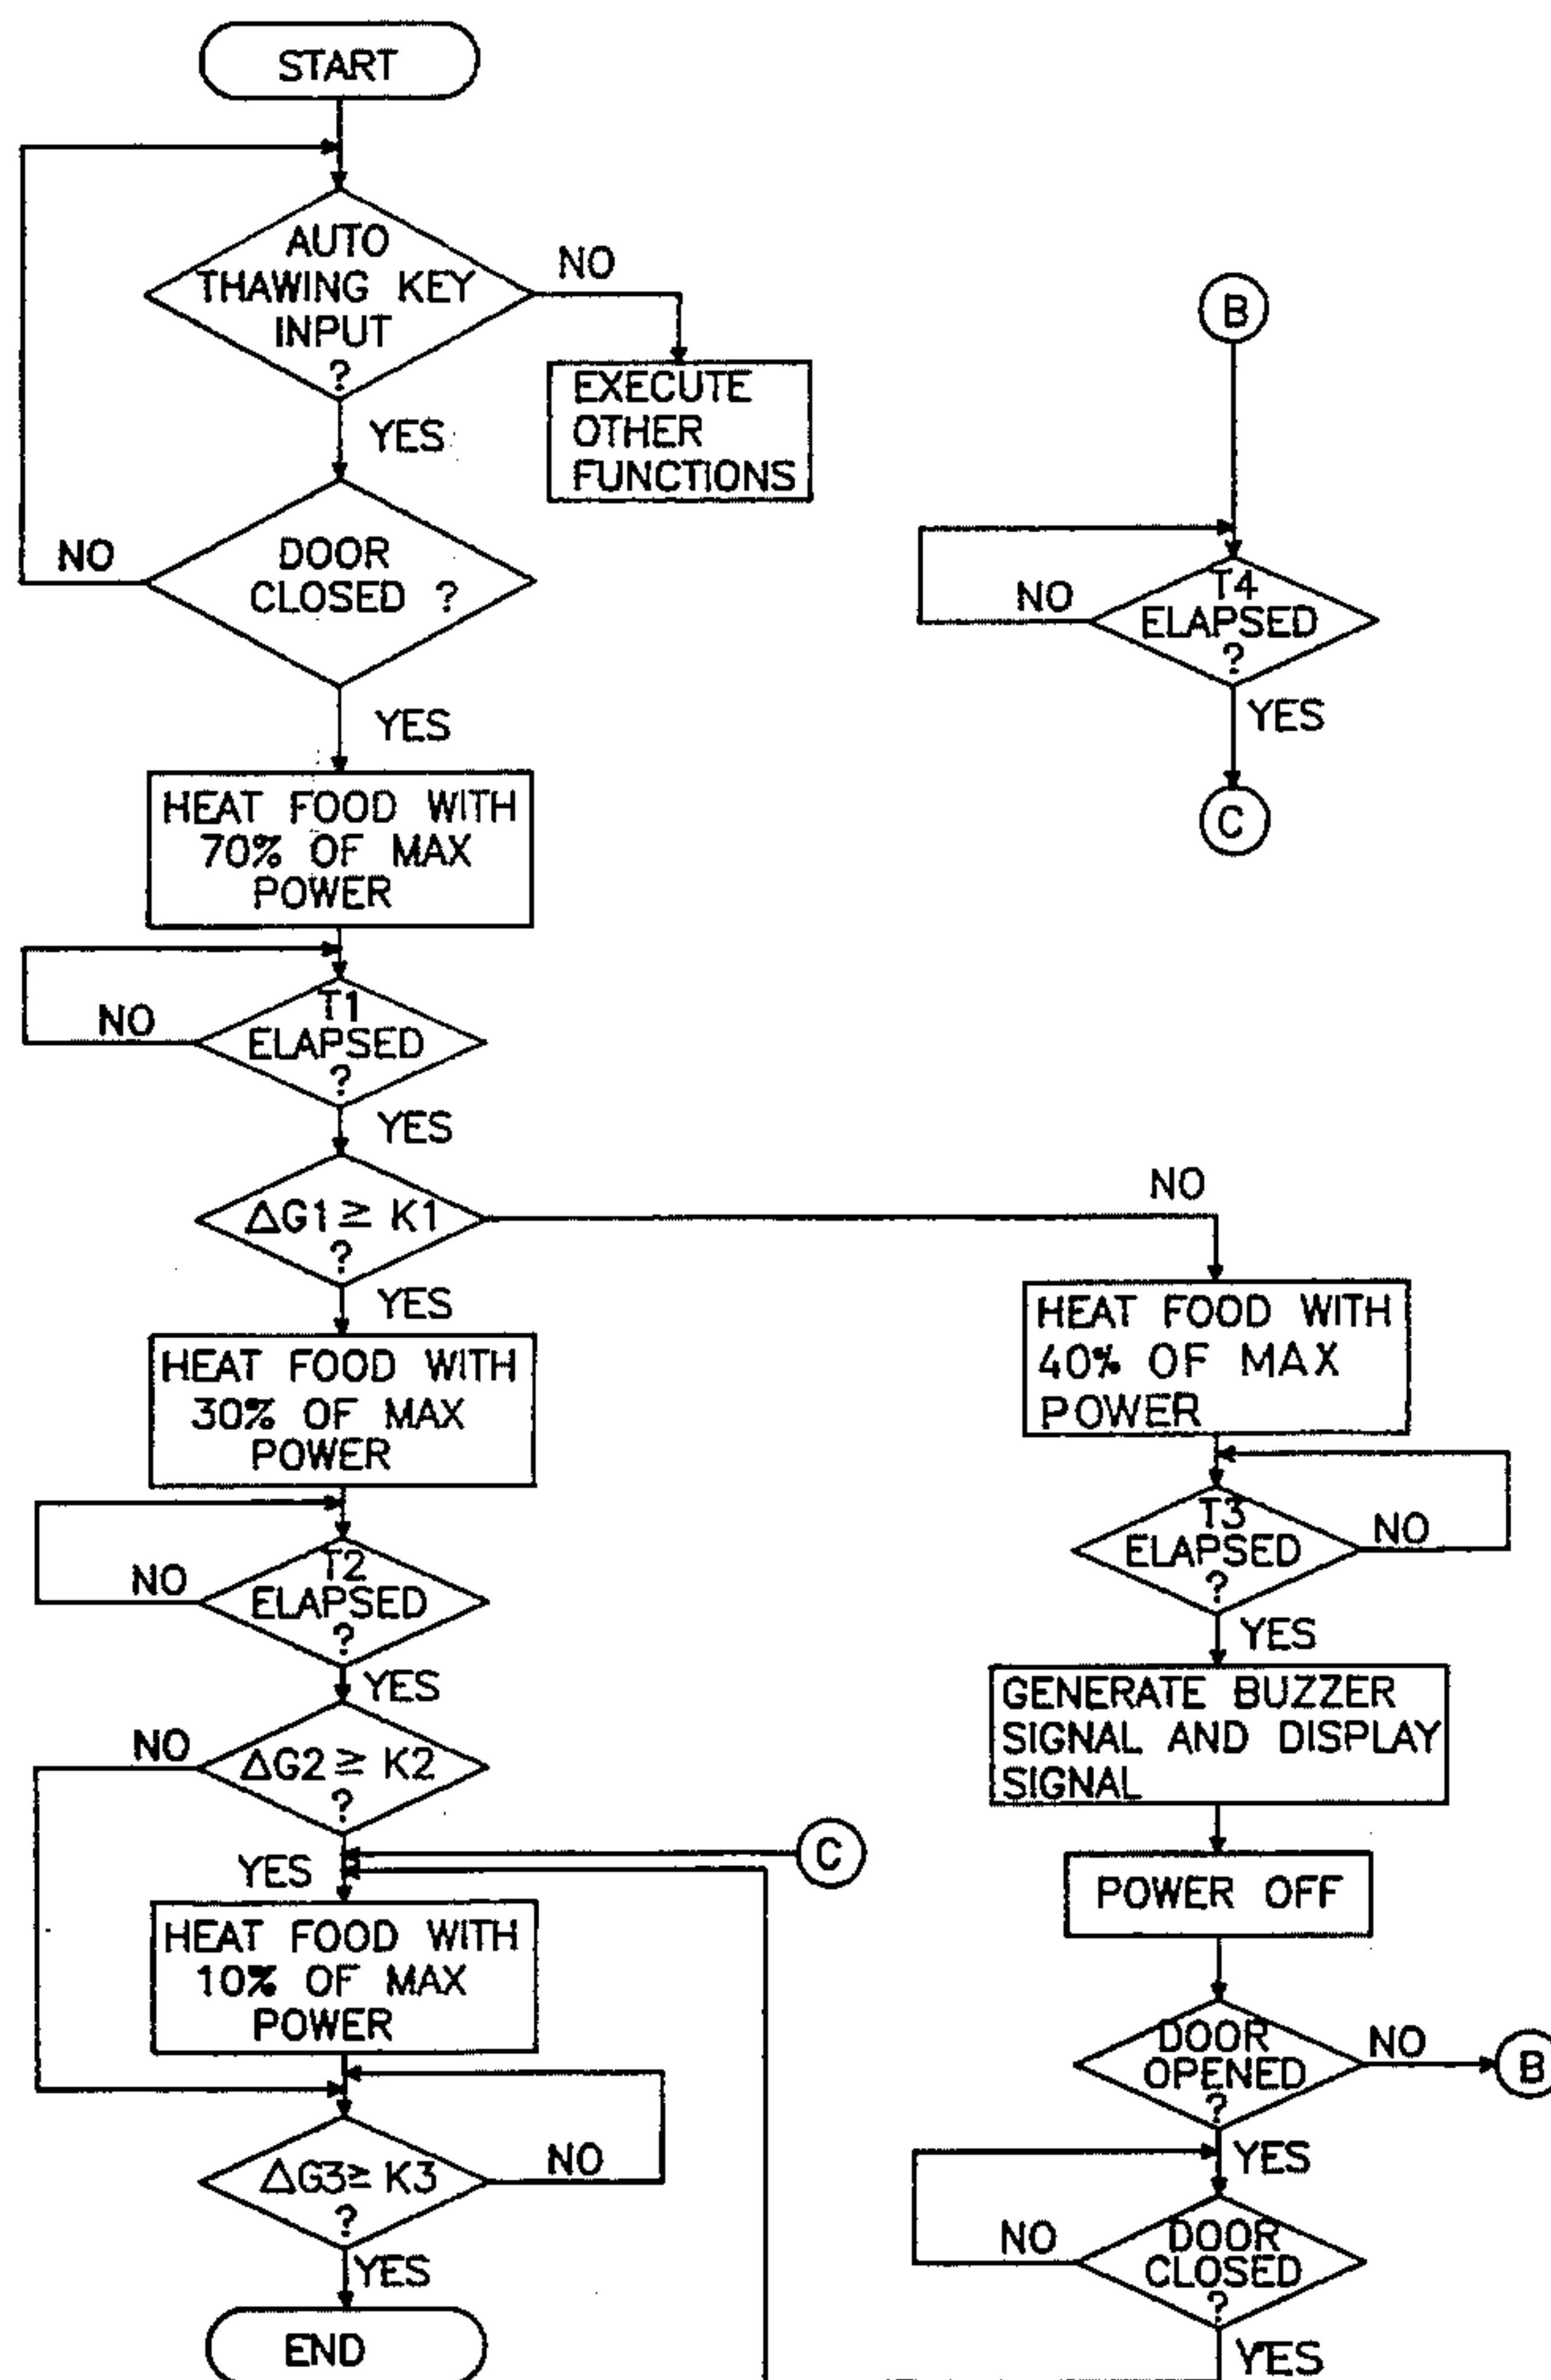 START
AUTO
THAWING KEY
INPUT
?
NO
EXECUTE
OTHER
FUNCTIONS
YES
DOOR
CLOSED ?
NO
YES
HEAT FOOD WITH
70% OF MAX
POWER
T1
ELAPSED
?
NO
YES
ΔG1 ≥ K1
?
NO
YES
HEAT FOOD WITH
30% OF MAX
POWER
T2
ELAPSED
?
NO
YES
ΔG2 ≥ K2
?
NO
YES
C
HEAT FOOD WITH
10% OF MAX
POWER
ΔG3 ≥ K3
?
NO
YES
END
B
T4
ELAPSED
?
NO
YES
C
HEAT FOOD WITH
40% OF MAX
POWER
T3
ELAPSED
?
NO
YES
GENERATE BUZZER
SIGNAL AND DISPLAY
SIGNAL
POWER OFF
DOOR
OPENED
?
NO
B
YES
DOOR
CLOSED
?
NO
YES